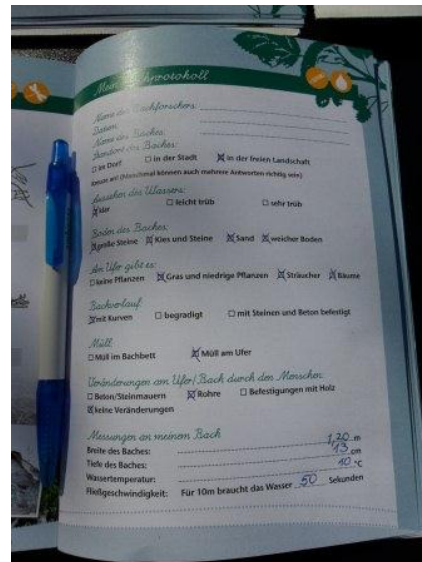 Messprotokoll
Name des Bachforschers:
Datum:
Name des Baches:
Standort des Baches:
☐ im Dorf ☐ in der Stadt ☒ in der freien Landschaft
(Manchmal können auch mehrere Antworten richtig sein)
Aussehen des Wassers:
☒ klar ☐ leicht trüb ☐ sehr trüb
Boden des Baches:
☒ große Steine ☒ Kies und Steine ☒ Sand ☒ weicher Boden
Am Ufer gibt es:
☐ keine Pflanzen ☒ Gras und niedrige Pflanzen ☒ Sträucher ☒ Bäume
Bachverlauf
☒ mit Kurven ☐ begradigt ☐ mit Steinen und Beton befestigt
Müll
☐ Müll im Bachbett ☒ Müll am Ufer
Veränderungen am Ufer/Bach durch den Menschen:
☐ Beton/Steinmauern ☒ Rohre ☐ Befestigungen mit Holz
☒ keine Veränderungen
Messungen an meinem Bach
Breite des Baches: 1,20 m
Tiefe des Baches: 13 cm
Wassertemperatur: 10 °C
Fließgeschwindigkeit: Für 10m braucht das Wasser 50 Sekunden